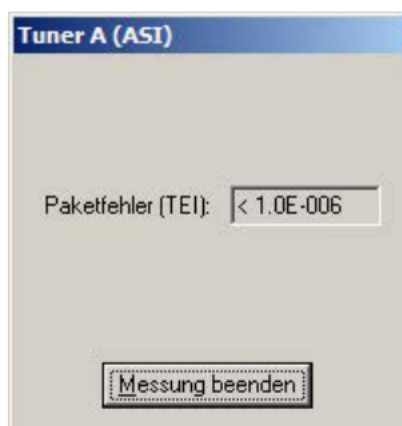 Tuner A (ASI)
Paketfehler (TEI): < 1.0E-006
Messung beenden